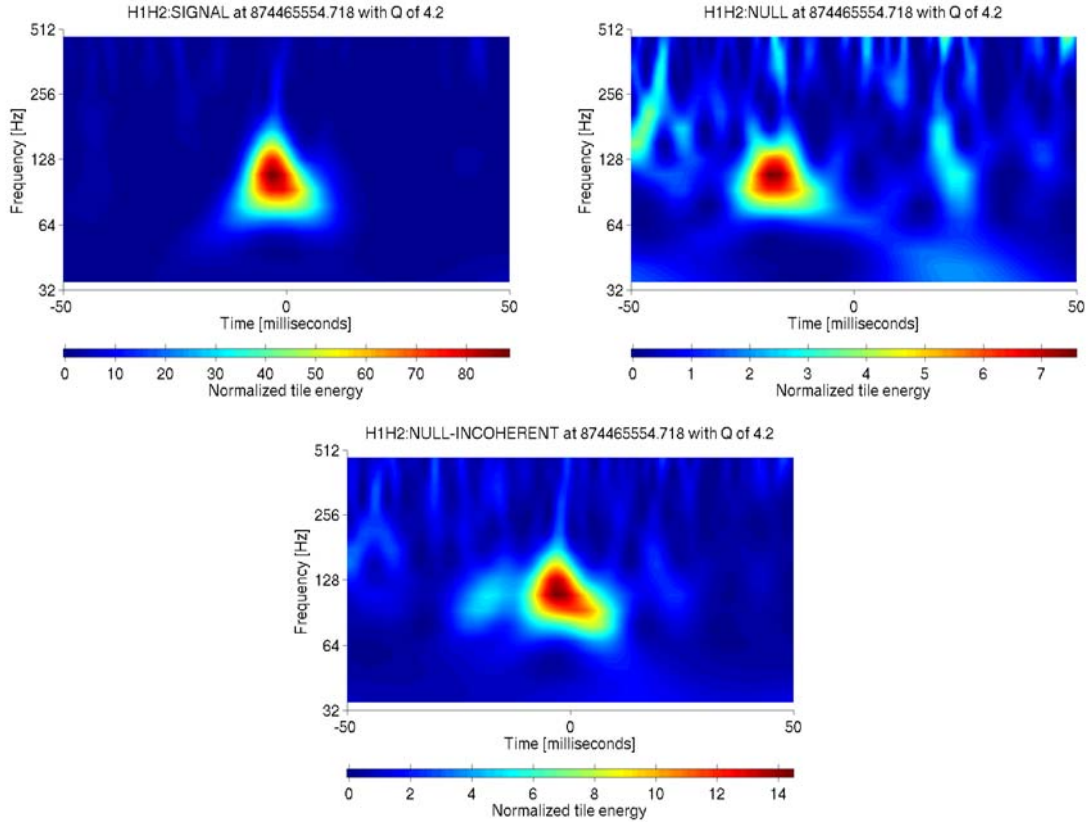 H1H2:SIGNAL at 874465554.718 with Q of 4.2
512
256
128
64
32
Frequency [Hz]
-50 0 50
Time [milliseconds]
0 10 20 30 40 50 60 70 80
Normalized tile energy
H1H2:NULL at 874465554.718 with Q of 4.2
512
256
128
64
32
Frequency [Hz]
-50 0 50
Time [milliseconds]
0 1 2 3 4 5 6 7
Normalized tile energy
H1H2:NULL-INCOHERENT at 874465554.718 with Q of 4.2
512
256
128
64
32
Frequency [Hz]
-50 0 50
Time [milliseconds]
0 2 4 6 8 10 12 14
Normalized tile energy